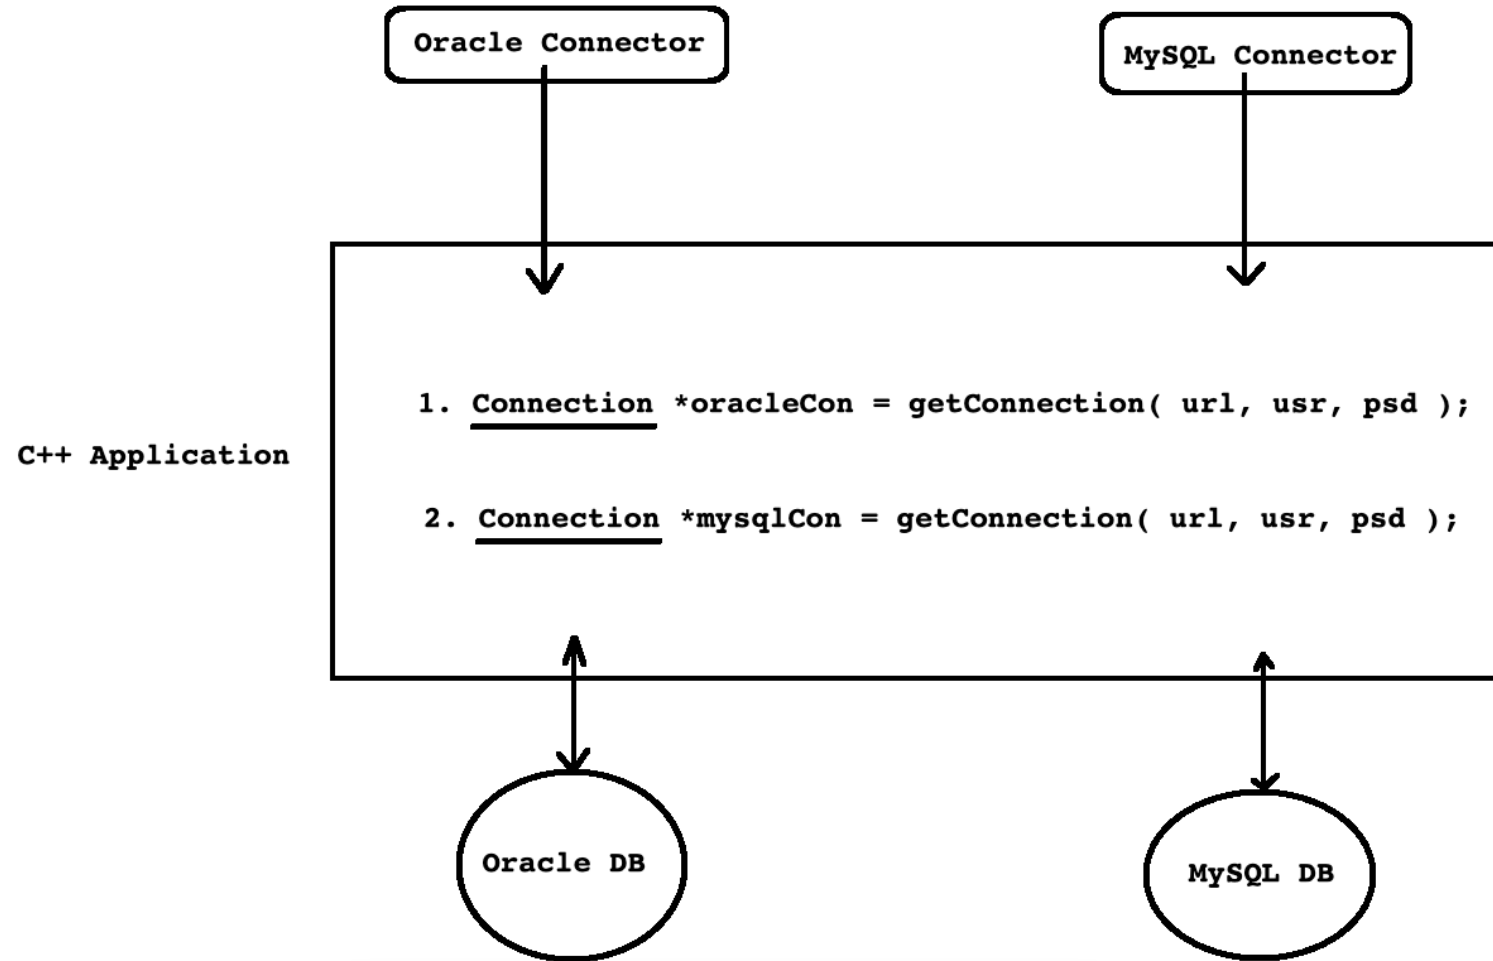 Oracle Connector
MySQL Connector
1. Connection *oracleCon = getConnection( url, usr, psd );
C++ Application
2. Connection *mysqlCon = getConnection( url, usr, psd );
Oracle DB
MySQL DB